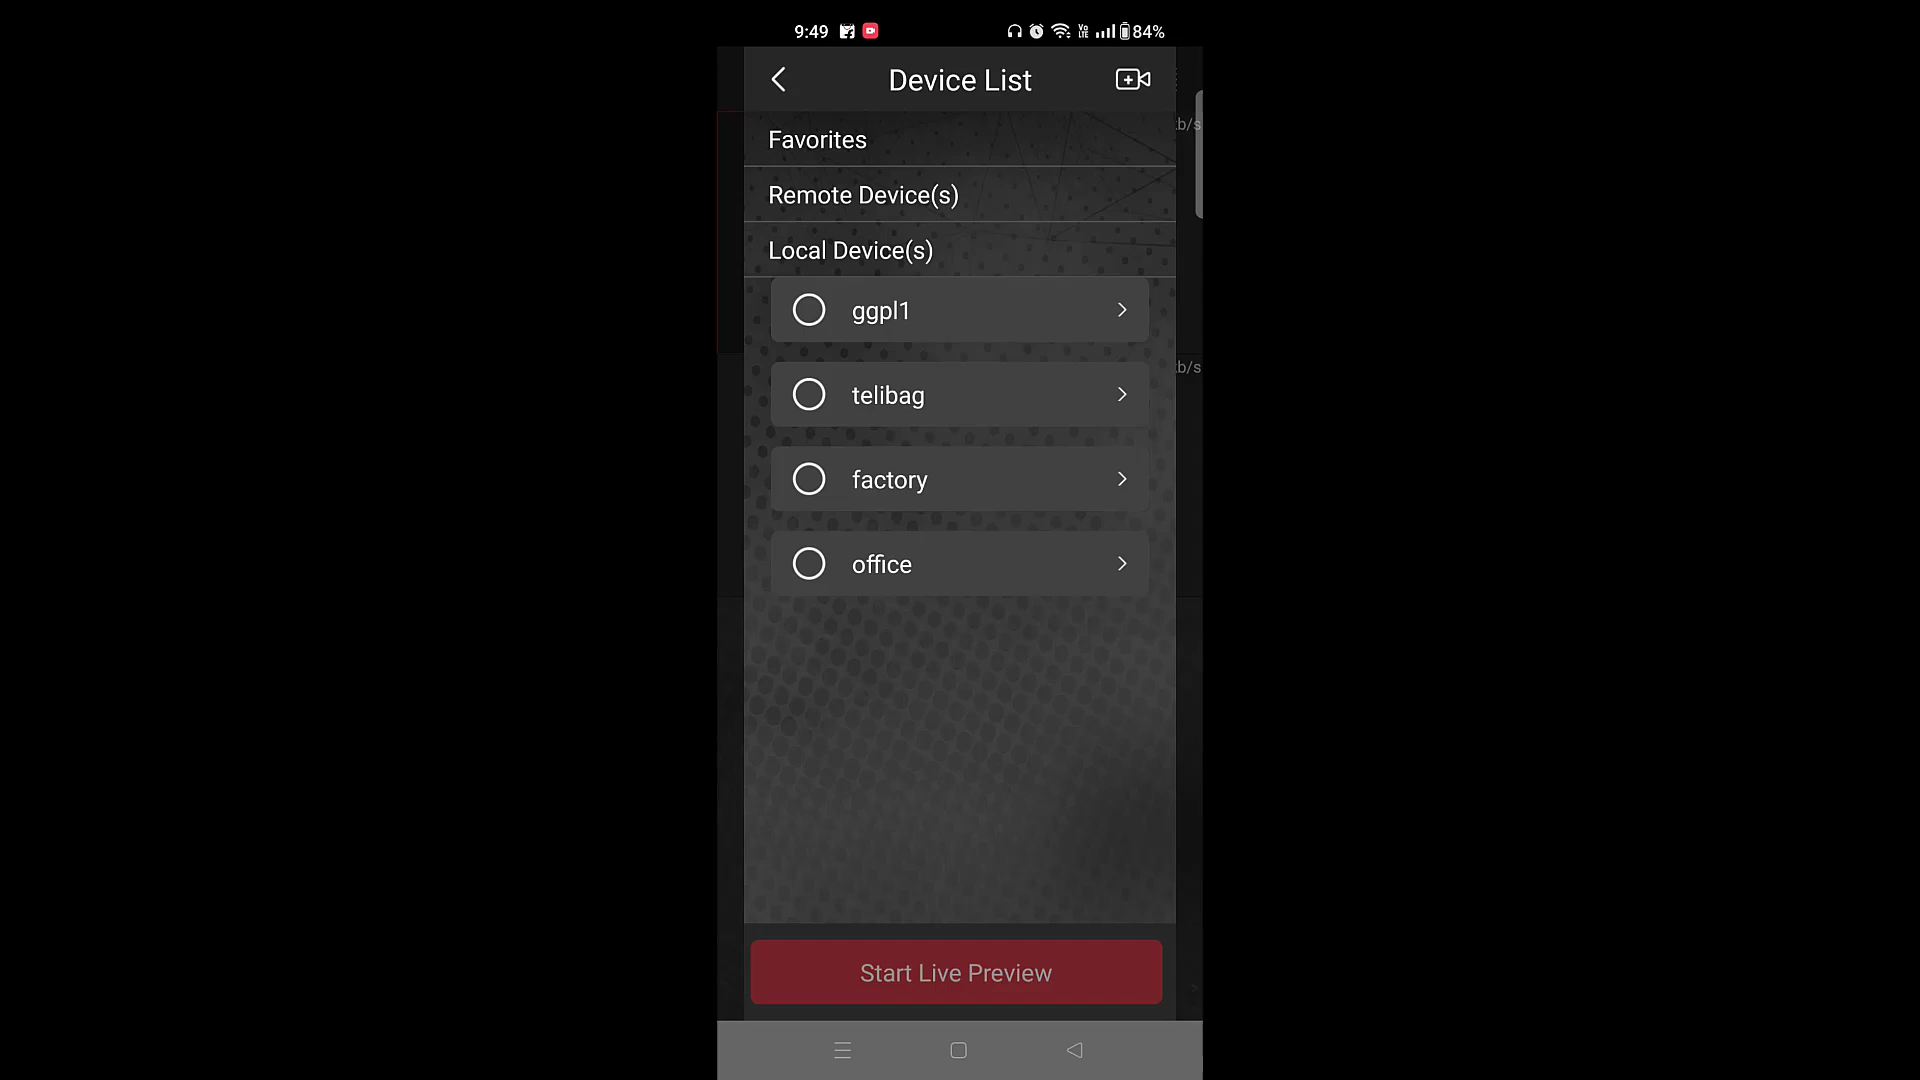 9:49 84%
Device List
b/s
Favorites
Remote Device(s)
Local Device(s)
ggpl1
b/s
telibag
factory
office
Start Live Preview